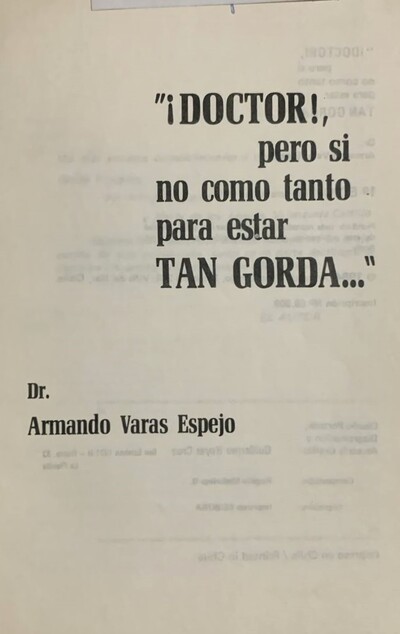 "¡DOCTOR!,
pero si
no como tanto
para estar
TAN GORDA..."
Dr.
Armando Varas Espejo